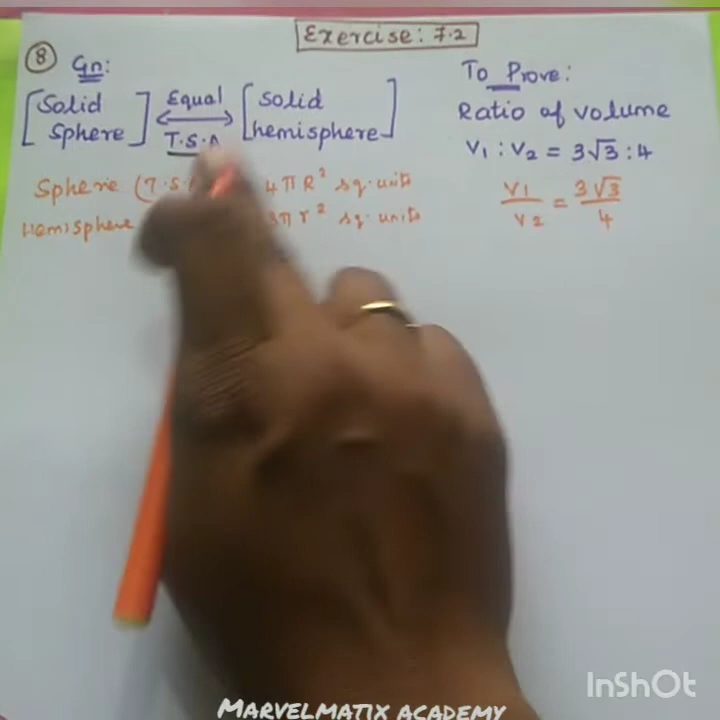 Exercise: 7.2
8 Gn:
[Solid Sphere] Equal T.S.A [Solid hemisphere]
Sphere (T.S. 4πR² sq.units
Hemisphere 3πr² sq.units
To Prove:
Ratio of volume
V₁ : V₂ = 3√3 : 4
V₁/V₂ = 3√3/4
InShOt
MARVELMATIX ACADEMY